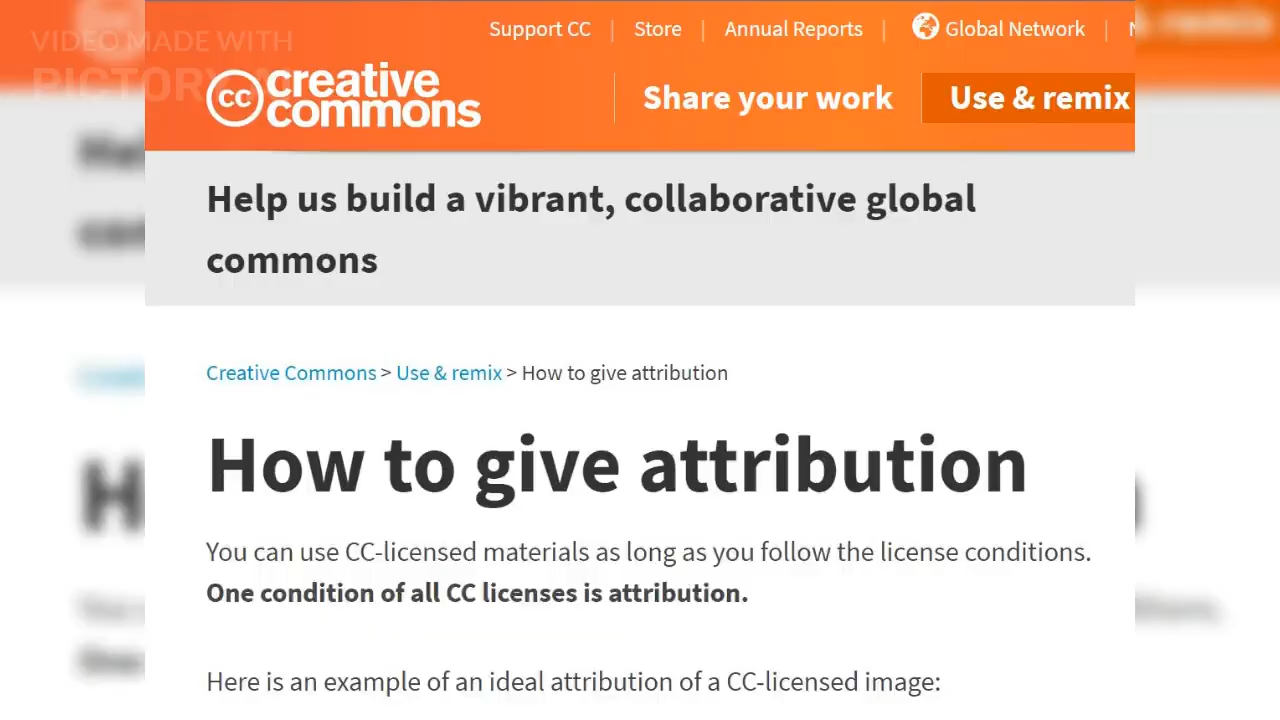 VIDEO MADE WITH
PICTORY
Support CC | Store | Annual Reports | Global Network |
cc creative commons
Share your work
Use & remix
Help us build a vibrant, collaborative global
commons
Creative Commons > Use & remix > How to give attribution
How to give attribution
You can use CC-licensed materials as long as you follow the license conditions.
One condition of all CC licenses is attribution.
Here is an example of an ideal attribution of a CC-licensed image: